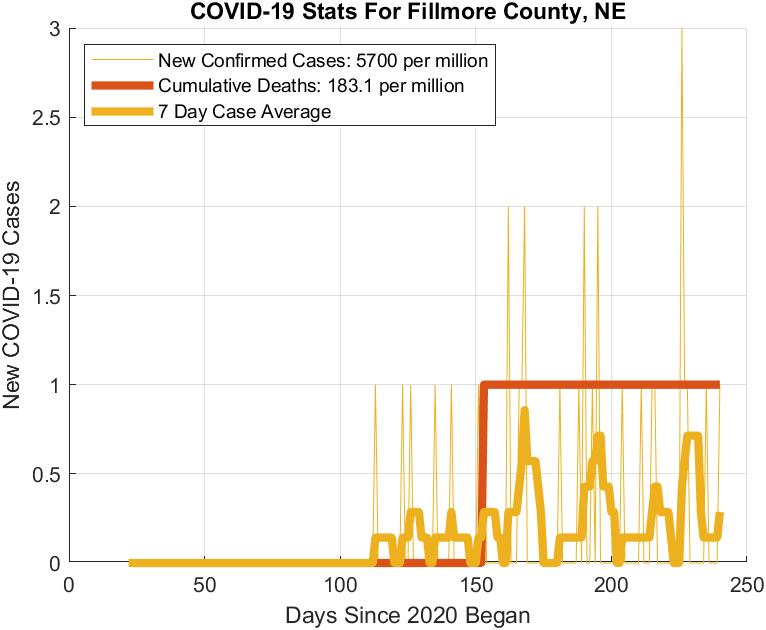 COVID-19 Stats For Fillmore County, NE
New Confirmed Cases: 5700 per million
Cumulative Deaths: 183.1 per million
7 Day Case Average
New COVID-19 Cases
3
2.5
2
1.5
1
0.5
0
0 50 100 150 200 250
Days Since 2020 Began